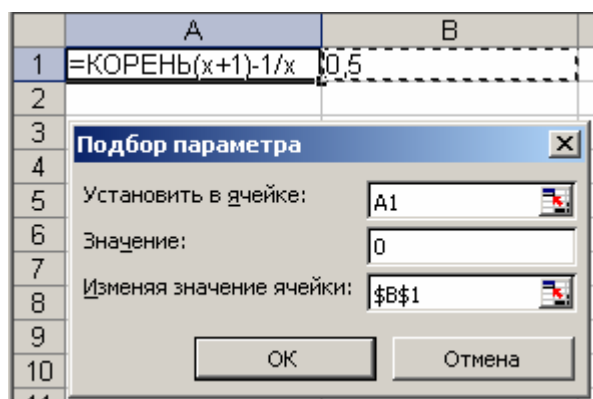 A B
1 =КОРЕНЬ(x+1)-1/x 0,5
2
3
Подбор параметра
4
5 Установить в ячейке: A1
6 Значение: 0
7
8 Изменяя значение ячейки: $B$1
9
10 ОК Отмена